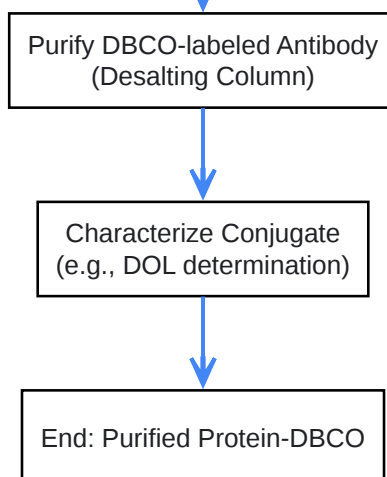 Purify DBCO-labeled Antibody
(Desalting Column)
Characterize Conjugate
(e.g., DOL determination)
End: Purified Protein-DBCO